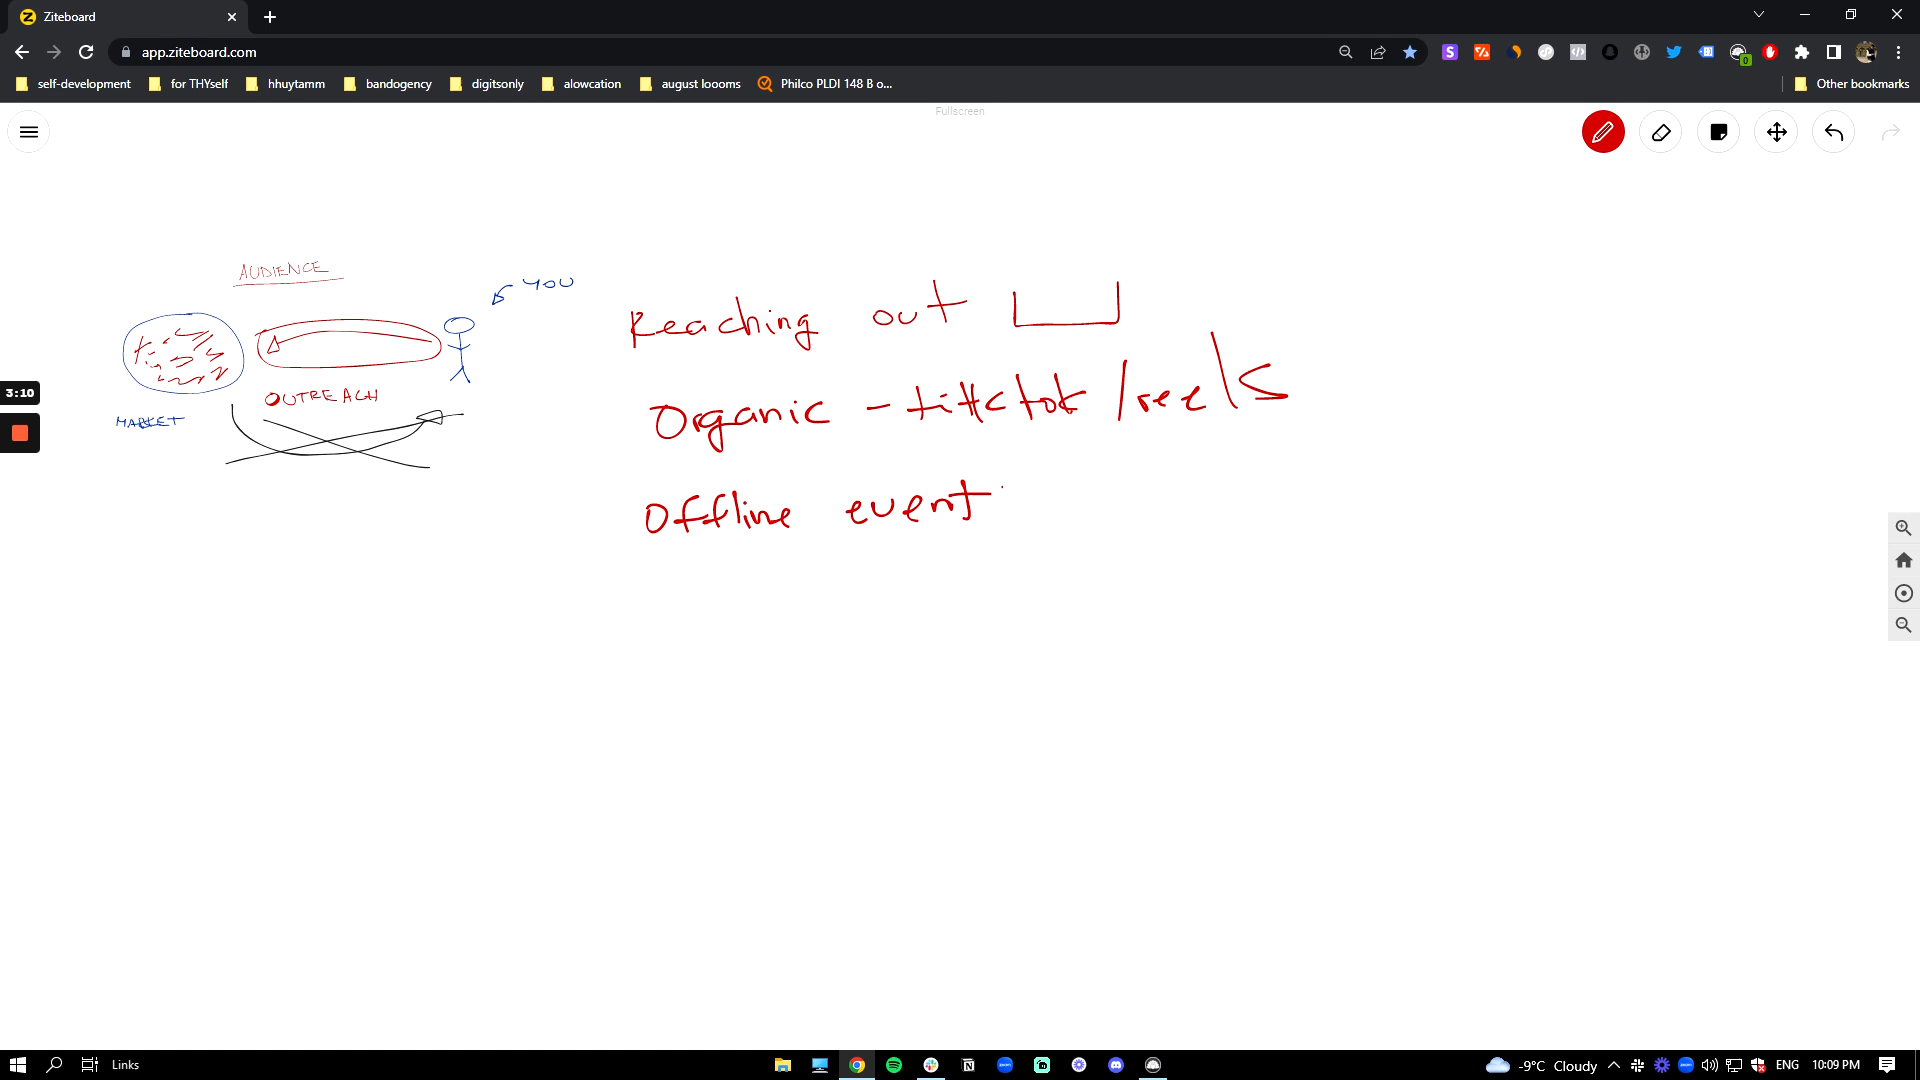 Ziteboard
app.ziteboard.com
0
self-development
for THYself
hhuytamm
bandogency
digitsonly
alowcation
august loooms
Philco PLDI 148 B o...
Other bookmarks
Fullscreen
AUDIENCE
YOU
OUTREACH
MARKET
Reaching out
Organic - tiktok / reels
Offline event
3:10
Links
-9°C Cloudy
ENG
10:09 PM